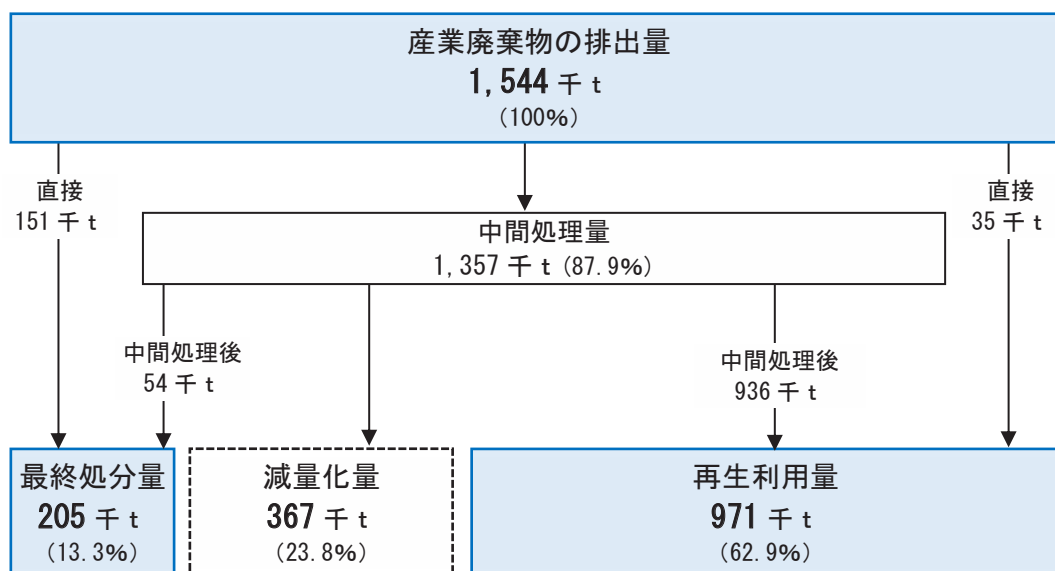 産業廃棄物の排出量
1,544 千 t
(100%)
直接
151 千 t
直接
35 千 t
中間処理量
1,357 千 t (87.9%)
中間処理後
54 千 t
中間処理後
936 千 t
最終処分量
205 千 t
(13.3%)
減量化量
367 千 t
(23.8%)
再生利用量
971 千 t
(62.9%)